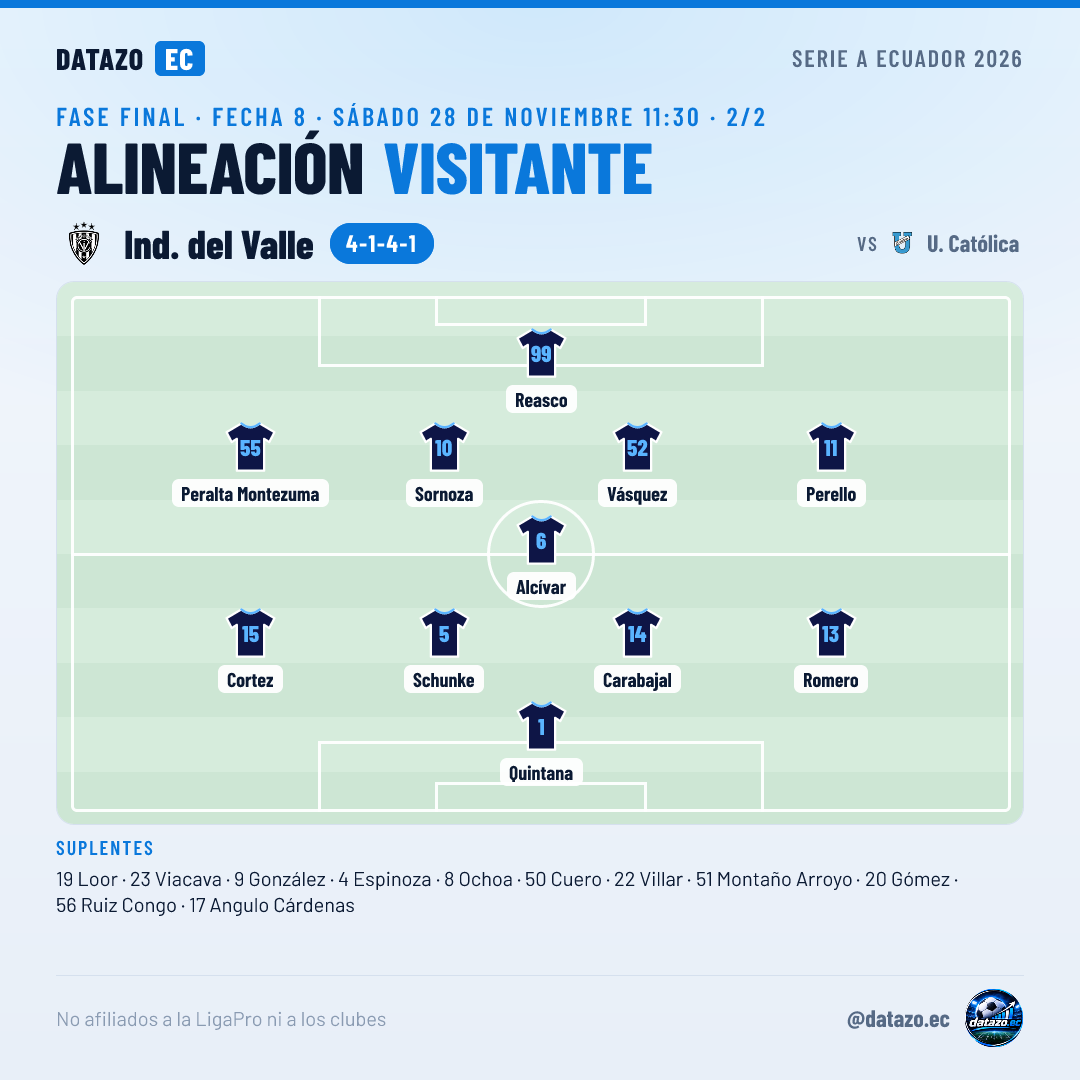 DATAZO EC
SERIE A ECUADOR 2026
FASE FINAL · FECHA 8 · SÁBADO 28 DE NOVIEMBRE 11:30 · 2/2
ALINEACIÓN VISITANTE
Ind. del Valle 4-1-4-1
VS U. Católica
99
Reasco
55 10 52 11
Peralta Montezuma Sornoza Vásquez Perello
6
Alcívar
15 5 14 13
Cortez Schunke Carabajal Romero
1
Quintana
SUPLENTES
19 Loor · 23 Viacava · 9 González · 4 Espinoza · 8 Ochoa · 50 Cuero · 22 Villar · 51 Montaño Arroyo · 20 Gómez ·
56 Ruiz Congo · 17 Angulo Cárdenas
No afiliados a la LigaPro ni a los clubes
@datazo.ec
datazo.ec